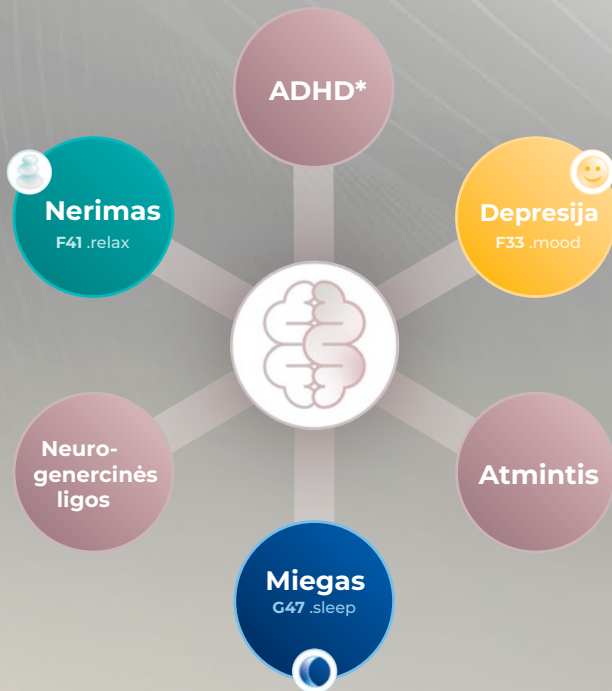 ADHD*
Nerimas
F41 .relax
Depresija
F33 .mood
Neuro-
genercinės
ligos
Atmintis
Miegas
G47 .sleep